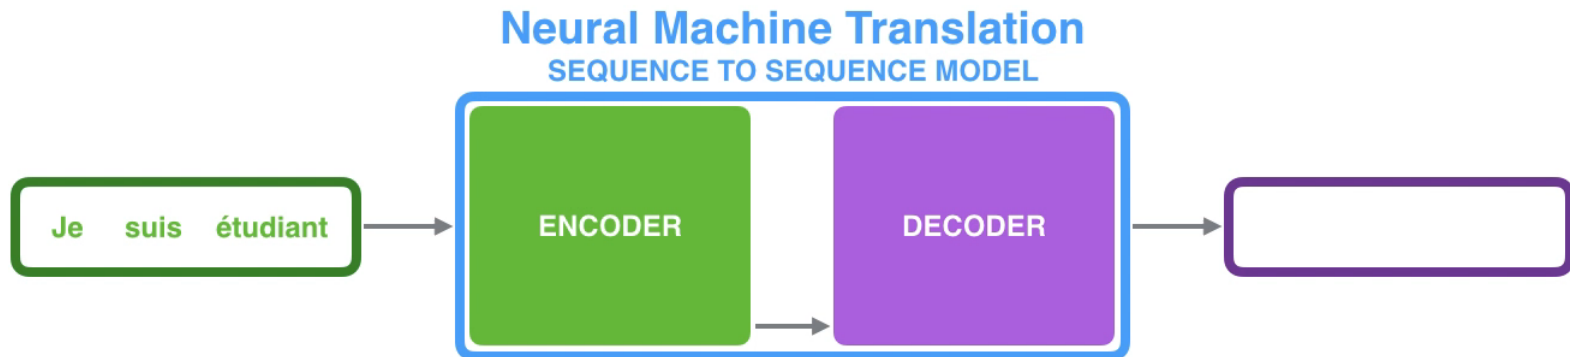 Neural Machine Translation
SEQUENCE TO SEQUENCE MODEL
Je suis étudiant
ENCODER
DECODER